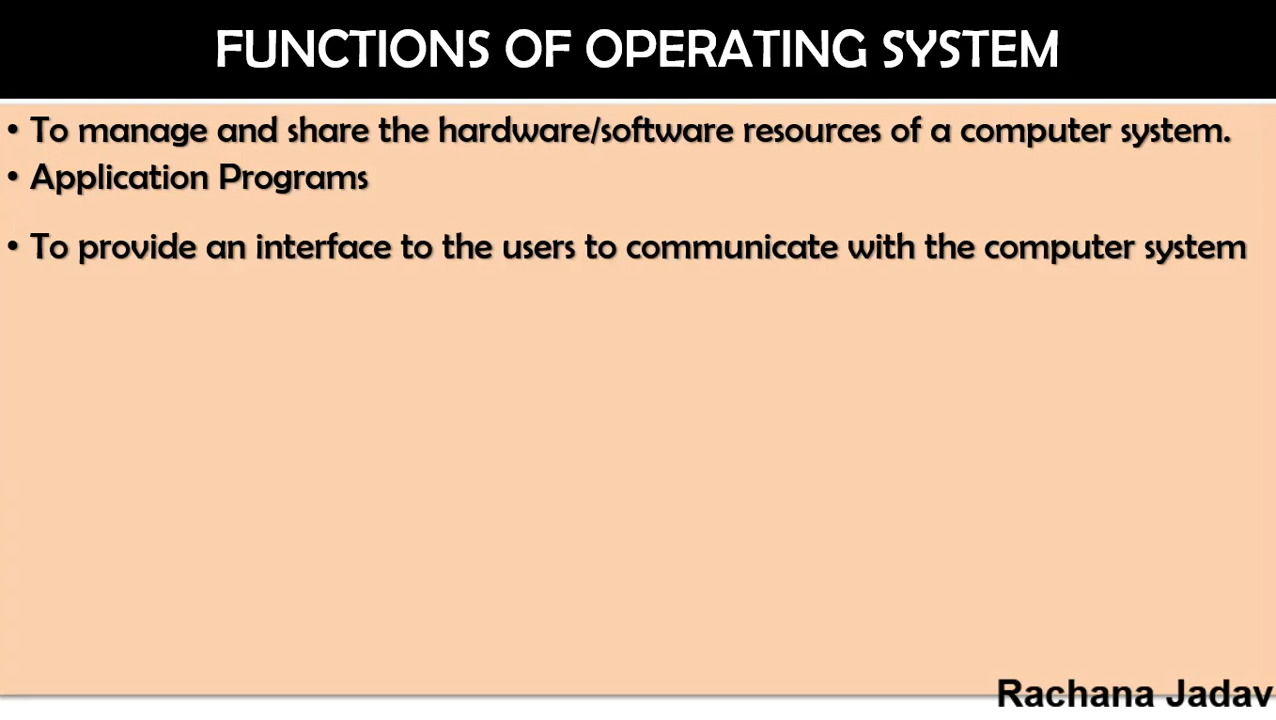 FUNCTIONS OF OPERATING SYSTEM
• To manage and share the hardware/software resources of a computer system.
• Application Programs
• To provide an interface to the users to communicate with the computer system
Rachana Jadav